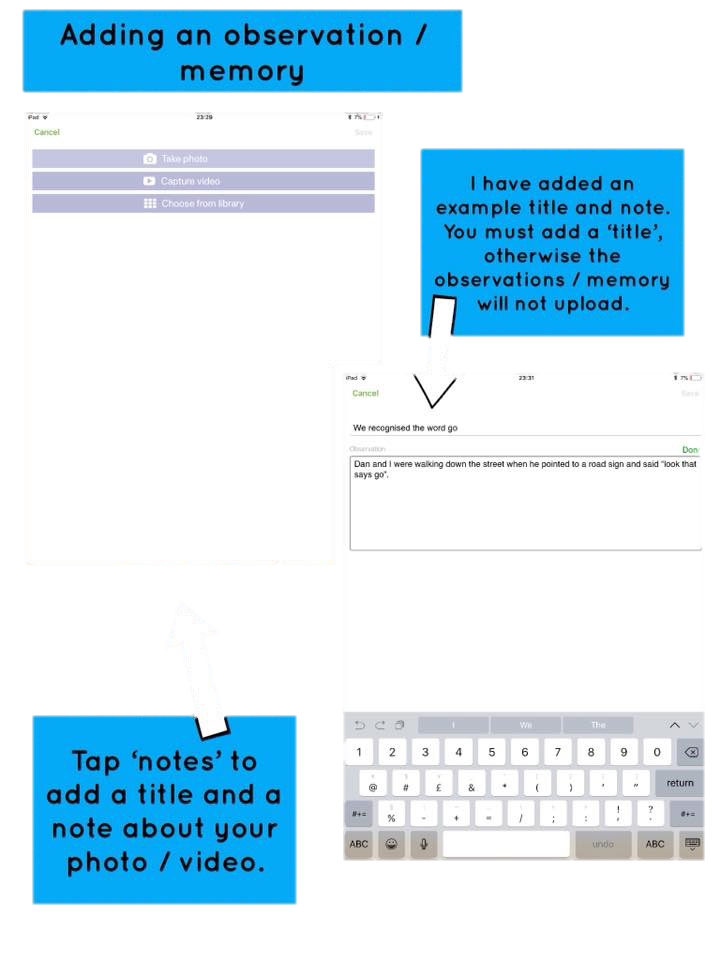 Adding an observation /
memory
iPad 23:29 7%
Cancel Save
Take photo
Capture video
Choose from library
I have added an
example title and note.
You must add a ‘title’,
otherwise the
observations / memory
will not upload.
iPad 23:31 7%
Cancel Save
We recognised the word go
Observation Don
Dan and I were walking down the street when he pointed to a road sign and said “look that
says go”.
I We The
1 2 3 4 5 6 7 8 9 0
@ # £ & * ( ) ' " return
#+= % - + = / ; : ! , ? . #+=
ABC undo ABC
Tap ‘notes’ to
add a title and a
note about your
photo / video.